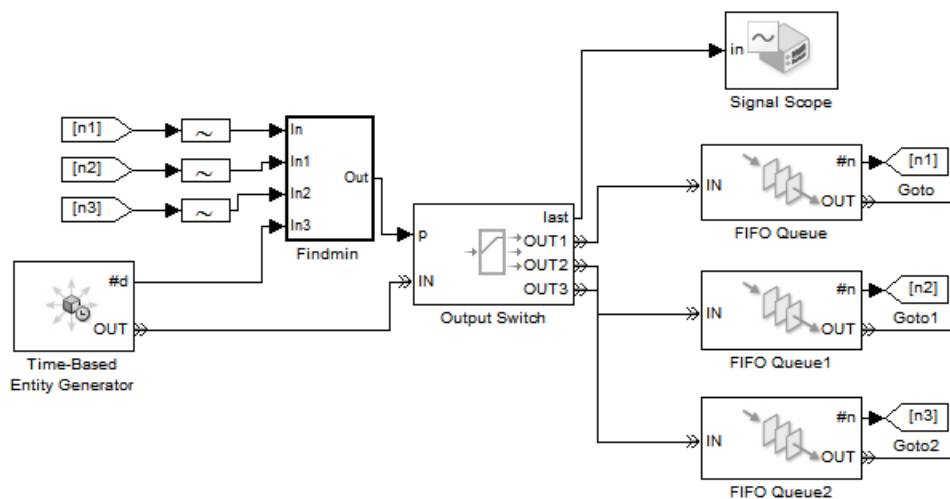 in
Signal Scope
[n1]
[n2]
[n3]
In
In1
In2
In3
Out
Findmin
#d
OUT
Time-Based
Entity Generator
p
IN
last
OUT1
OUT2
OUT3
Output Switch
IN
#n
OUT
FIFO Queue
[n1]
Goto
IN
#n
OUT
FIFO Queue1
[n2]
Goto1
IN
#n
OUT
FIFO Queue2
[n3]
Goto2